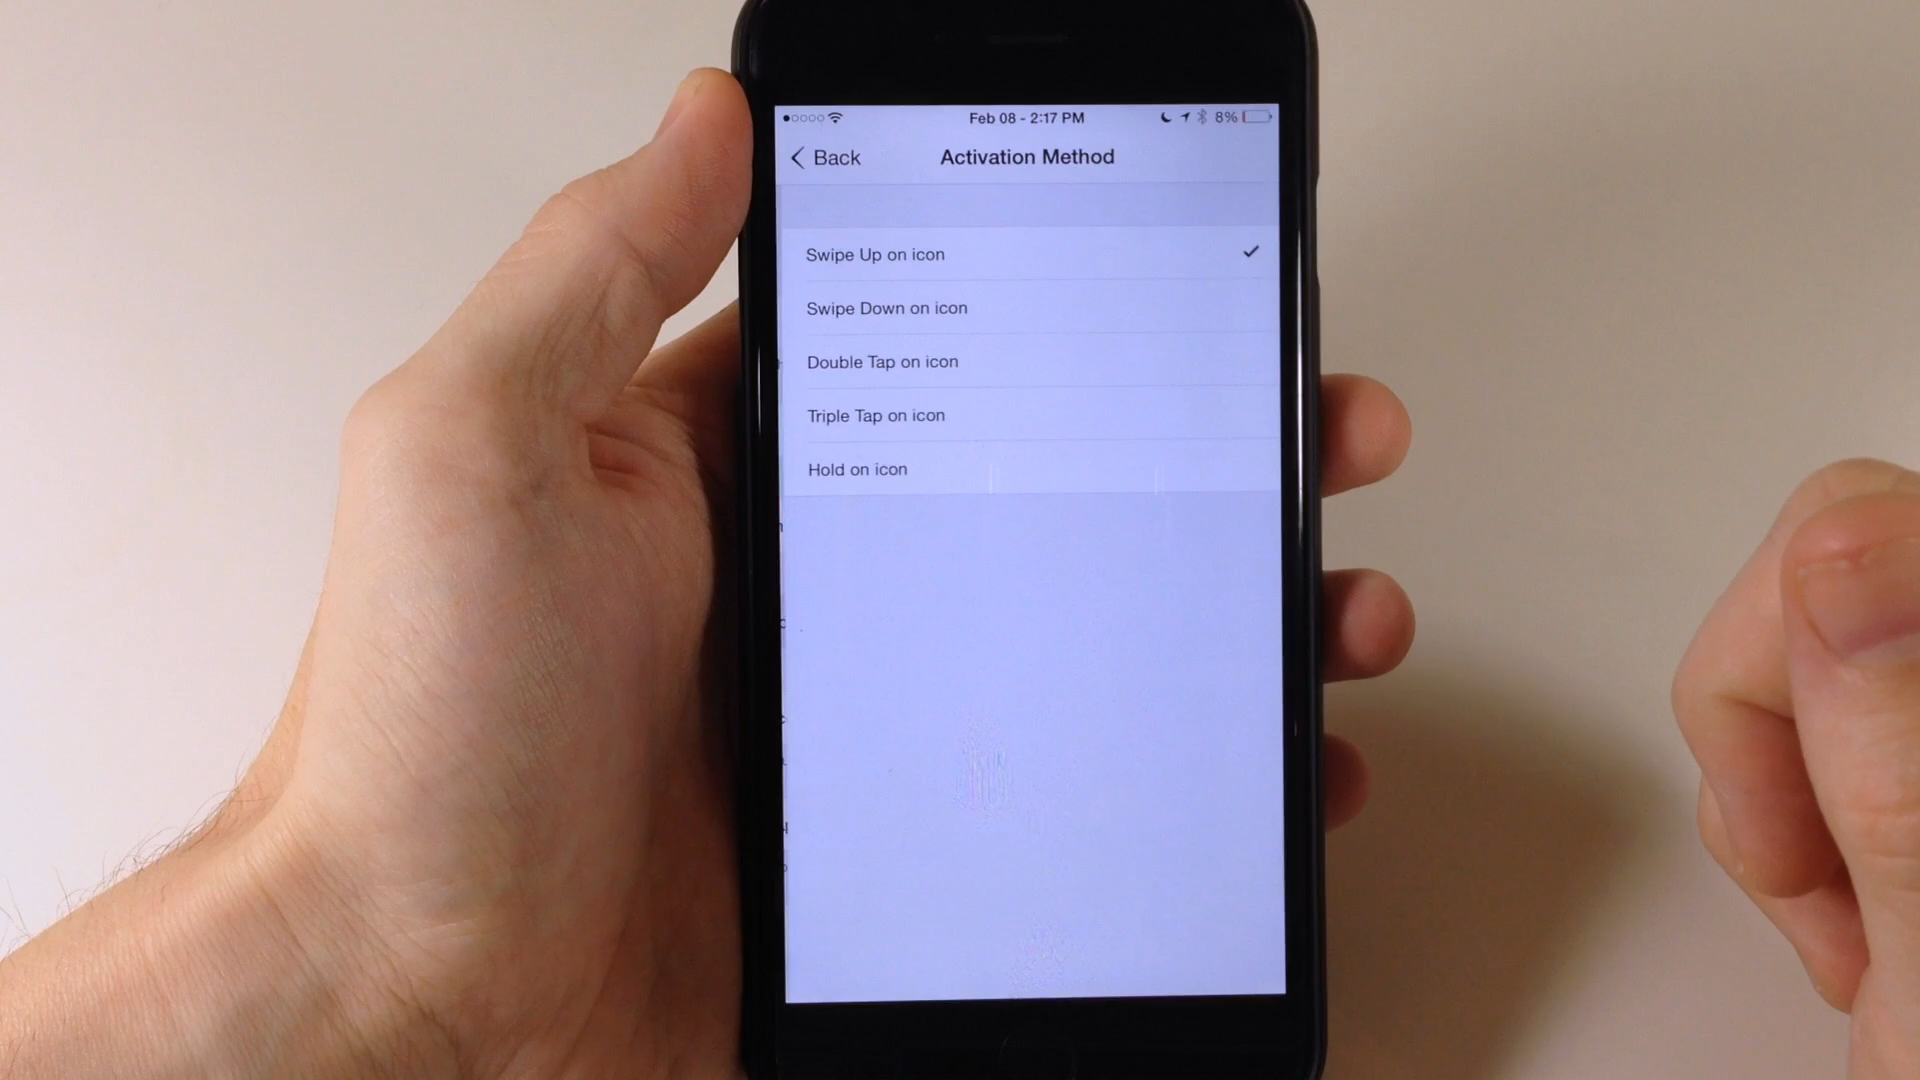 Feb 08 - 2:17 PM 8%
Back Activation Method
Swipe Up on icon
Swipe Down on icon
Double Tap on icon
Triple Tap on icon
Hold on icon